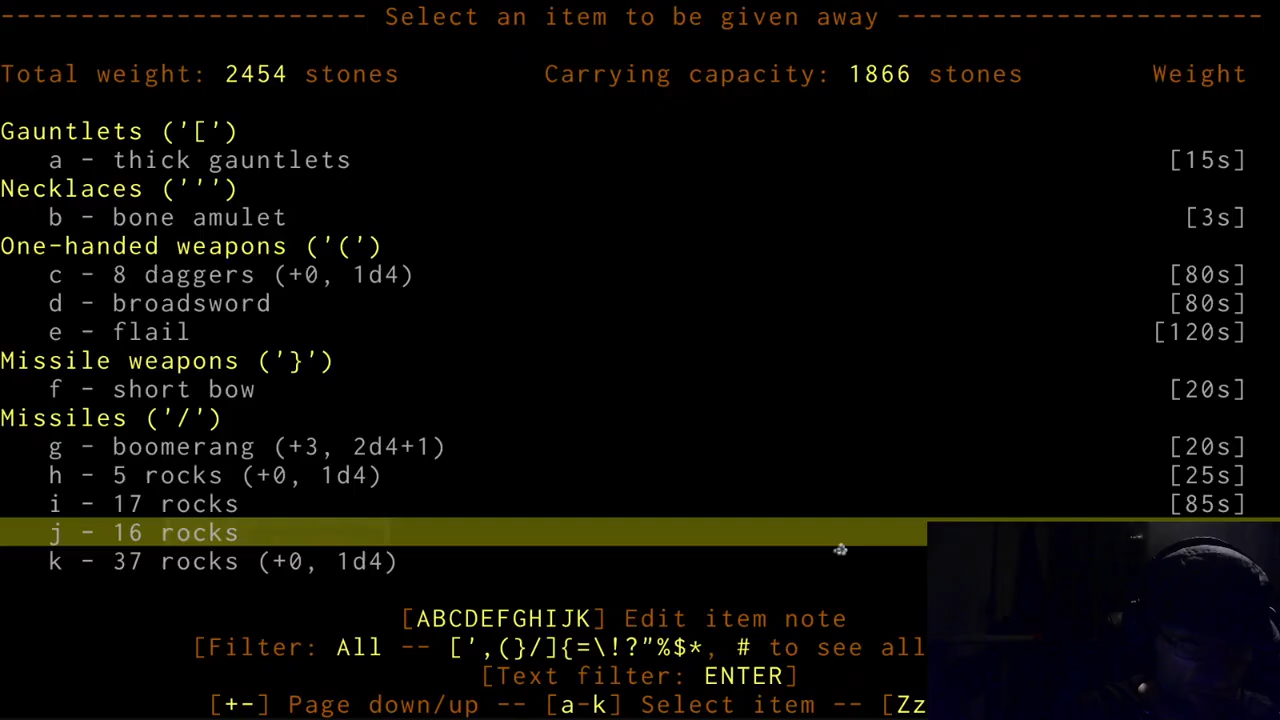 ----------------------- Select an item to be given away -----------------------
Total weight: 2454 stones Carrying capacity: 1866 stones Weight
Gauntlets ('[')
a - thick gauntlets [15s]
Necklaces (''')
b - bone amulet [3s]
One-handed weapons ('(')
c - 8 daggers (+0, 1d4) [80s]
d - broadsword [80s]
e - flail [120s]
Missile weapons ('}')
f - short bow [20s]
Missiles ('/')
g - boomerang (+3, 2d4+1) [20s]
h - 5 rocks (+0, 1d4) [25s]
i - 17 rocks [85s]
j - 16 rocks
k - 37 rocks (+0, 1d4)
[ABCDEFGHIJK] Edit item note
[Filter: All -- [',(}/]{=\!?"%$*, # to see all
[Text filter: ENTER]
[+-] Page down/up -- [a-k] Select item -- [Zz